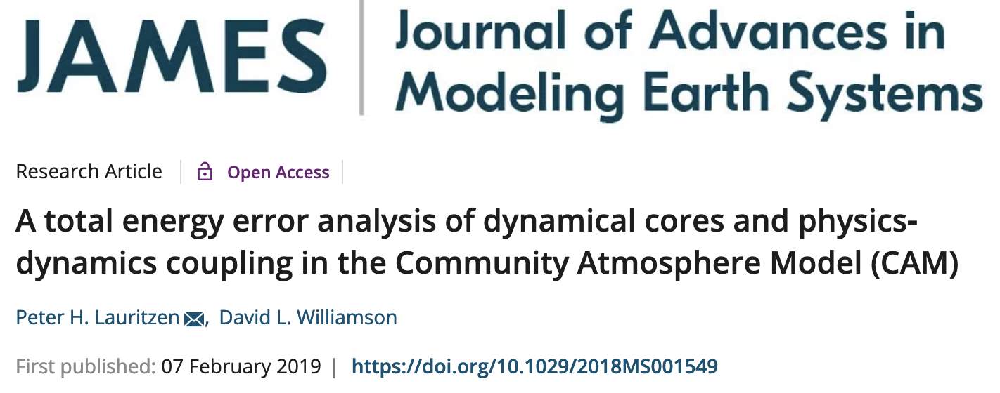 JAMES
Journal of Advances in
Modeling Earth Systems
Research Article
Open Access
A total energy error analysis of dynamical cores and physics-
dynamics coupling in the Community Atmosphere Model (CAM)
Peter H. Lauritzen, David L. Williamson
First published: 07 February 2019 | https://doi.org/10.1029/2018MS001549